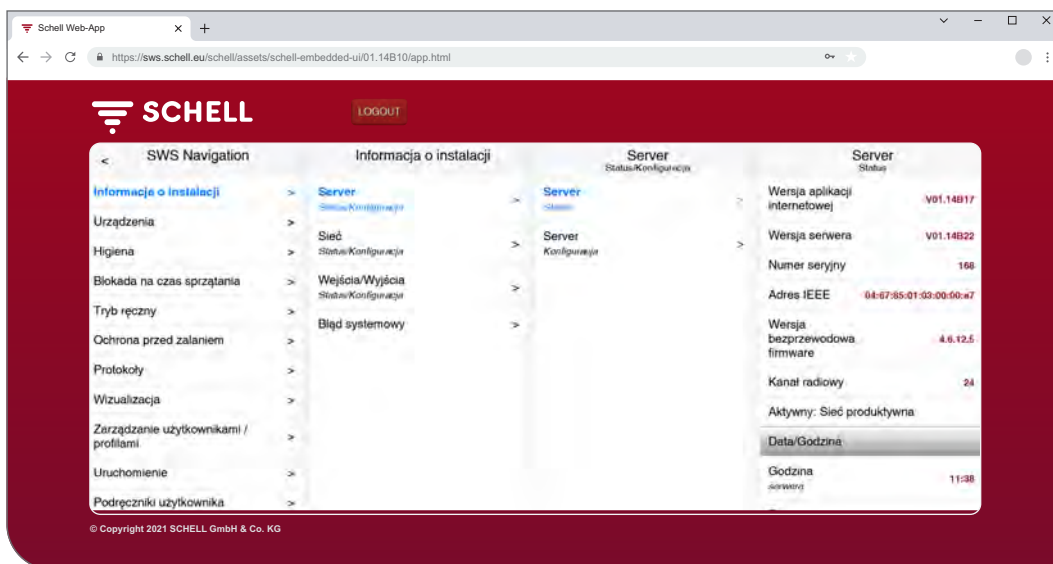 Schell Web-App
https://sws.schell.eu/schell/assets/schell-embedded-ui/01.14B10/app.html
SCHELL
LOGOUT
< SWS Navigation
Informacja o instalacji >
Urządzenia >
Higiena >
Blokada na czas sprzątania >
Tryb ręczny >
Ochrona przed zalaniem >
Protokoły >
Wizualizacja >
Zarządzanie użytkownikami /
profilami >
Uruchomienie >
Podręczniki użytkownika >
Informacja o instalacji
Server >
Status/Konfiguracja
Sieć >
Status/Konfiguracja
Wejścia/Wyjścia >
Status/Konfiguracja
Błąd systemowy >
Server
Status/Konfiguracja
Server >
Status
Server >
Konfiguracja
Server
Status
Wersja aplikacji
internetowej V01.14B17
Wersja serwera V01.14B22
Numer seryjny 168
Adres IEEE 04:67:85:01:03:00:00:a7
Wersja
bezprzewodowa 4.6.12.5
firmware
Kanał radiowy 24
Aktywny: Sieć produktywna
Data/Godzina
Godzina 11:38
serwera
© Copyright 2021 SCHELL GmbH & Co. KG